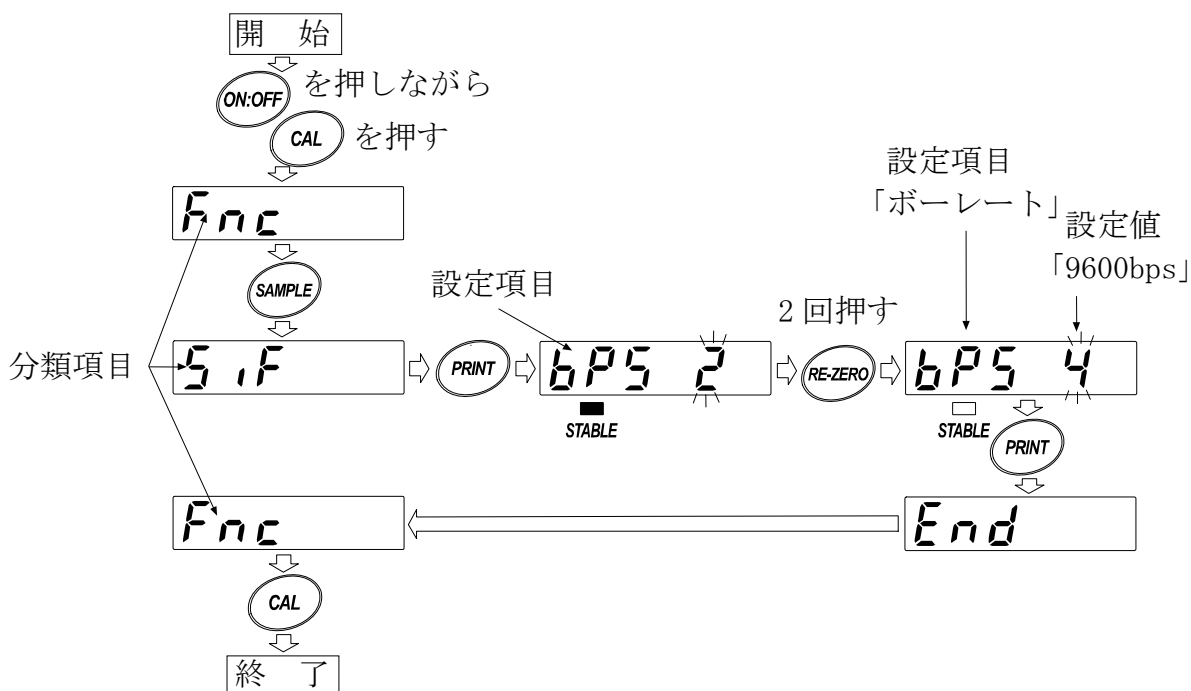 開 始
ON:OFF を押しながら
CAL を押す
設定項目
「ボーレート」
設定値
「9600bps」
Fnc
SAMPLE
設定項目
2回押す
分類項目
SiF
PRINT
bPS 2
RE-ZERO
bPS 4
STABLE
STABLE
PRINT
Fnc
End
CAL
終 了